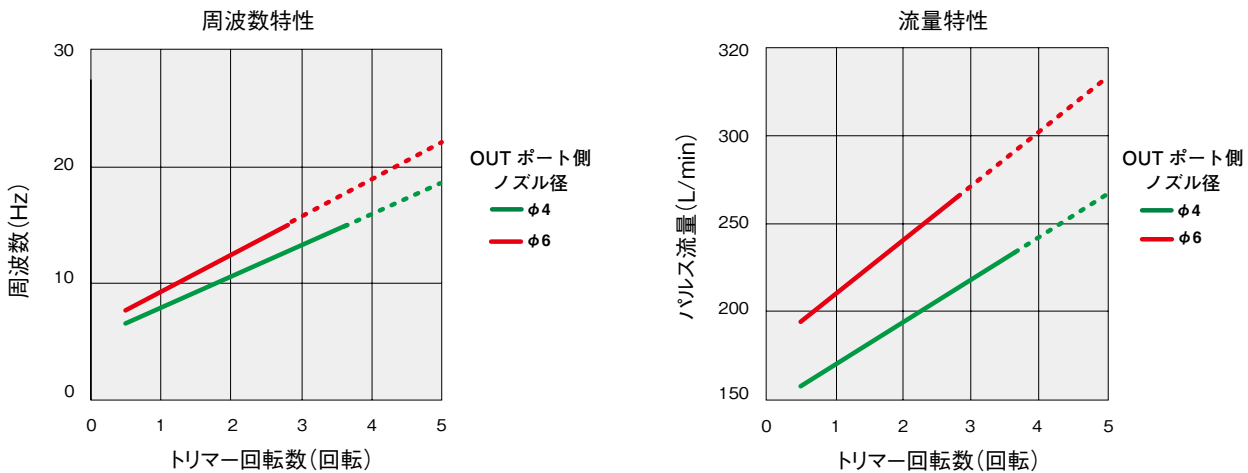 周波数特性
30
20
10
0
0 1 2 3 4 5
周波数(Hz)
トリマー回転数(回転)
OUT ポート側
ノズル径
φ4
φ6
流量特性
320
300
250
200
150
0 1 2 3 4 5
パルス流量(L/min)
トリマー回転数(回転)
OUT ポート側
ノズル径
φ4
φ6